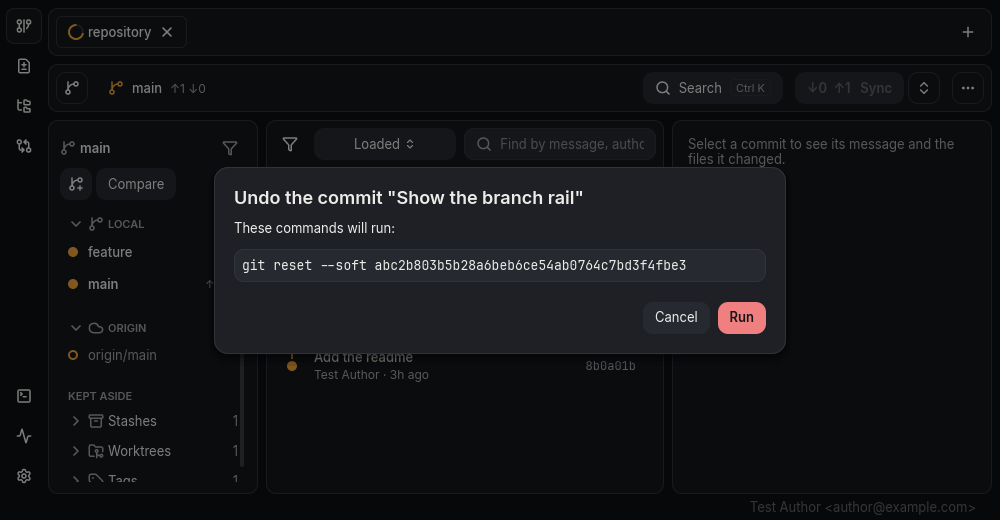 repository
main ↑1 ↓0
Search Ctrl K
↓0 ↑1 Sync
main
Compare
LOCAL
feature
main
ORIGIN
origin/main
KEPT ASIDE
Stashes 1
Worktrees 1
Tags 1
Loaded
Find by message, autho
Select a commit to see its message and the
files it changed.
Undo the commit "Show the branch rail"
These commands will run:
git reset --soft abc2b803b5b28a6beb6ce54ab0764c7bd3f4fbe3
Cancel
Run
Add the readme
Test Author · 3h ago
8b0a01b
Test Author <author@example.com>